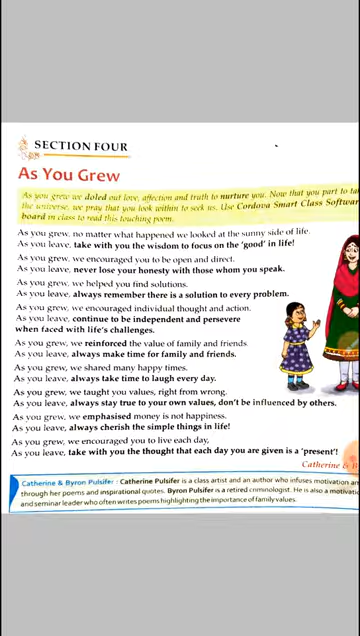 SECTION FOUR
As You Grew
As you grew we doled out love, affection and truth to nurture you. Now that you part to
the universe, we pray that you look within to seek us. Use Cordova Smart Class
board in class to read this touching poem.
As you grew, no matter what happened we looked at the sunny side of life.
As you leave, take with you the wisdom to focus on the 'good' in life!
As you grew, we encouraged you to be open and direct.
As you leave, never lose your honesty with those whom you speak.
As you grew, we helped you find solutions.
As you leave, always remember there is a solution to every problem.
As you grew, we encouraged individual thought and action.
As you leave, continue to be independent and persevere
when faced with life's challenges.
As you grew, we reinforced the value of family and friends.
As you leave, always make time for family and friends.
As you grew, we shared many happy times.
As you leave, always take time to laugh every day.
As you grew, we taught you values, right from wrong.
As you leave, always stay true to your own values, don't be influenced by others.
As you grew, we emphasised money is not happiness.
As you leave, always cherish the simple things in life!
As you grew, we encouraged you to live each day,
As you leave, take with you the thought that each day you are given is a 'present'!
Catherine &
Catherine & Byron Pulsifer : Catherine Pulsifer is a class artist and an author who infuses motivation
through her poems and inspirational quotes. Byron Pulsifer is a retired criminologist. He is also a
and seminar leader who often writes poems highlighting the importance of family values.